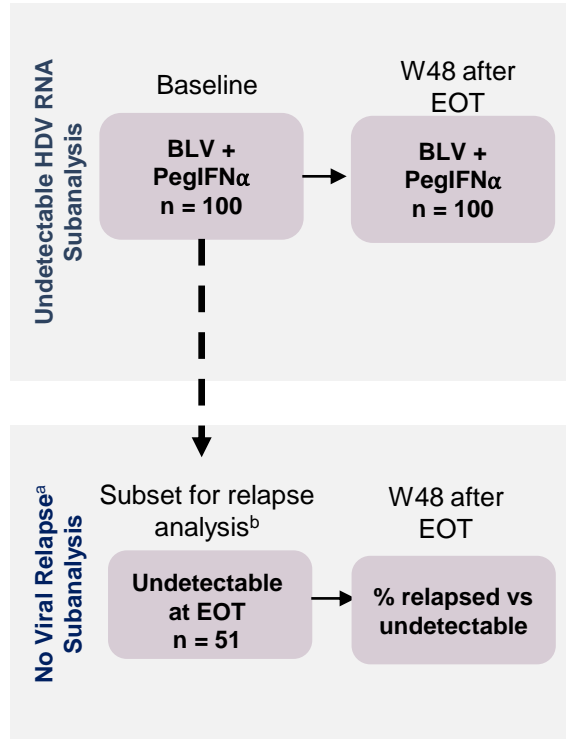 Undetectable HDV RNA
Subanalysis
Baseline
W48 after
EOT
BLV +
PegIFNα
n = 100
BLV +
PegIFNα
n = 100
No Viral Relapseᵃ
Subanalysis
Subset for relapse
analysisᵇ
W48 after
EOT
Undetectable
at EOT
n = 51
% relapsed vs
undetectable